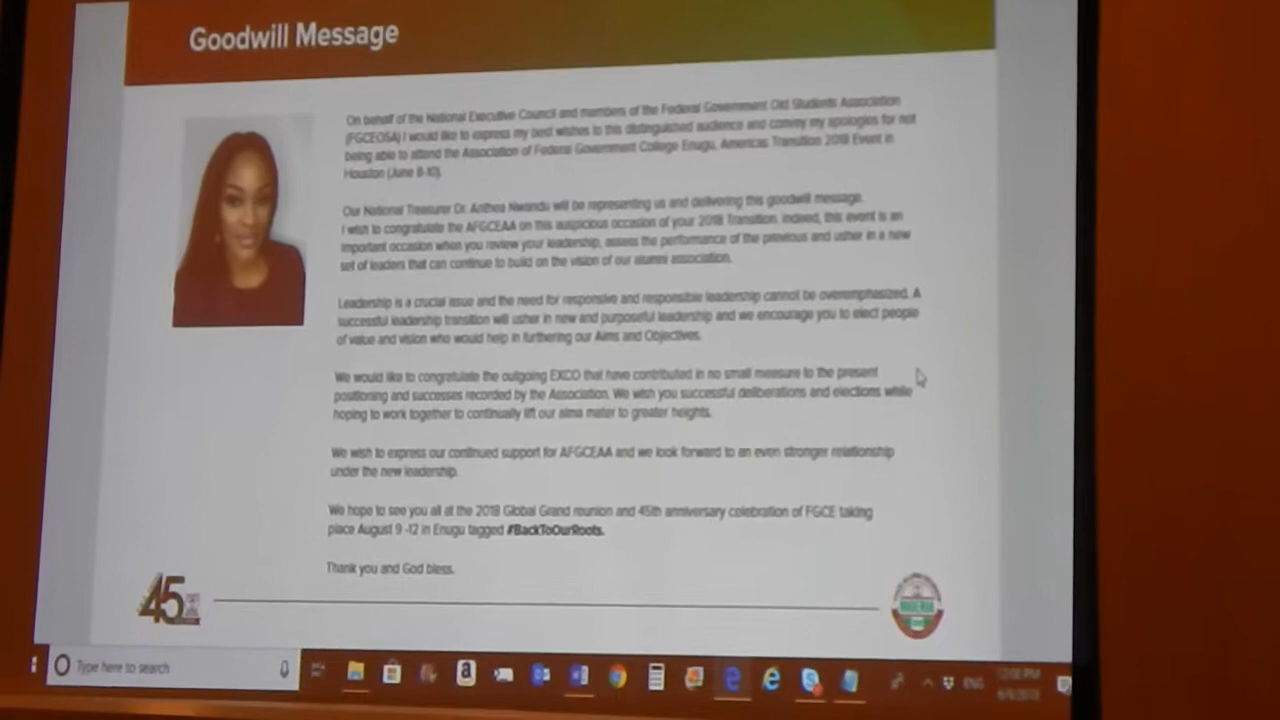 Goodwill Message
On behalf of the National Executive Council and members of the Federal Government Old Students Association
(FGCEOSA) I would like to express my best wishes to this distinguished audience and convey my apologies for not
being able to attend the Association of Federal Government College Enugu, Americas Transition 2018 Event in
Houston (June 8-10).
Our National Treasurer Dr. Anthea Nwandu will be representing us and delivering this goodwill message.
I wish to congratulate the AFGCEAA on this auspicious occasion of your 2018 Transition. Indeed, this event is an
important occasion when you review your leadership, assess the performance of the previous and usher in a new
set of leaders that can continue to build on the vision of our alumni association.
Leadership is a crucial issue and the need for responsive and responsible leadership cannot be overemphasized. A
successful leadership transition will usher in new and purposeful leadership and we encourage you to elect people
of value and vision who would help in furthering our Aims and Objectives.
We would like to congratulate the outgoing EXCO that have contributed in no small measure to the present
positioning and successes recorded by the Association. We wish you successful deliberations and elections while
hoping to work together to continually lift our alma mater to greater heights.
We wish to express our continued support for AFGCEAA and we look forward to an even stronger relationship
under the new leadership.
We hope to see you all at the 2018 Global Grand reunion and 45th anniversary celebration of FGCE taking
place August 9 -12 in Enugu tagged #BackToOurRoots.
Thank you and God bless.
45
Type here to search
ENG